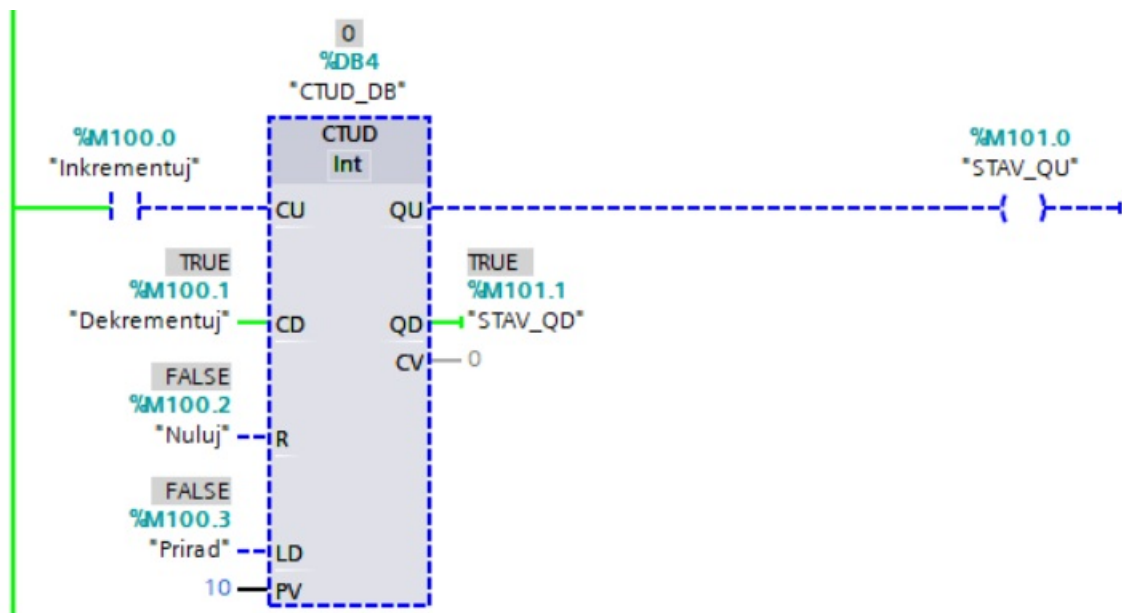 0
%DB4
"CTUD_DB"
%M100.0
"Inkrementuj"
CTUD
Int
%M101.0
"STAV_QU"
CU
QU
TRUE
%M100.1
"Dekrementuj"
CD
QD
TRUE
%M101.1
"STAV_QD"
CV
0
FALSE
%M100.2
"Nuluj"
R
FALSE
%M100.3
"Prirad"
LD
10
PV